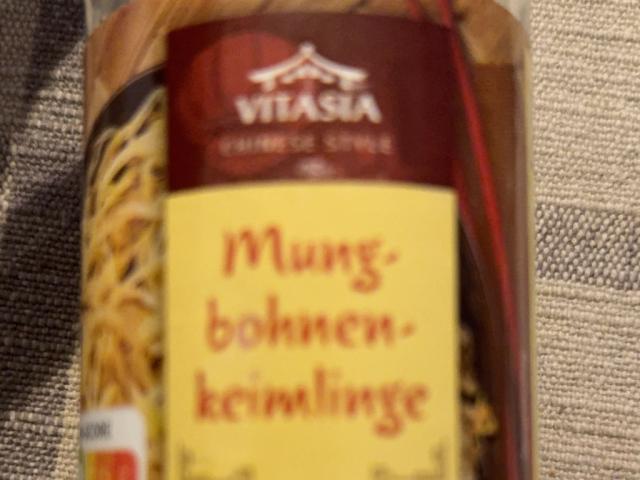 VITASIA
CHINESE STYLE
Mung-
bohnen-
keimlinge